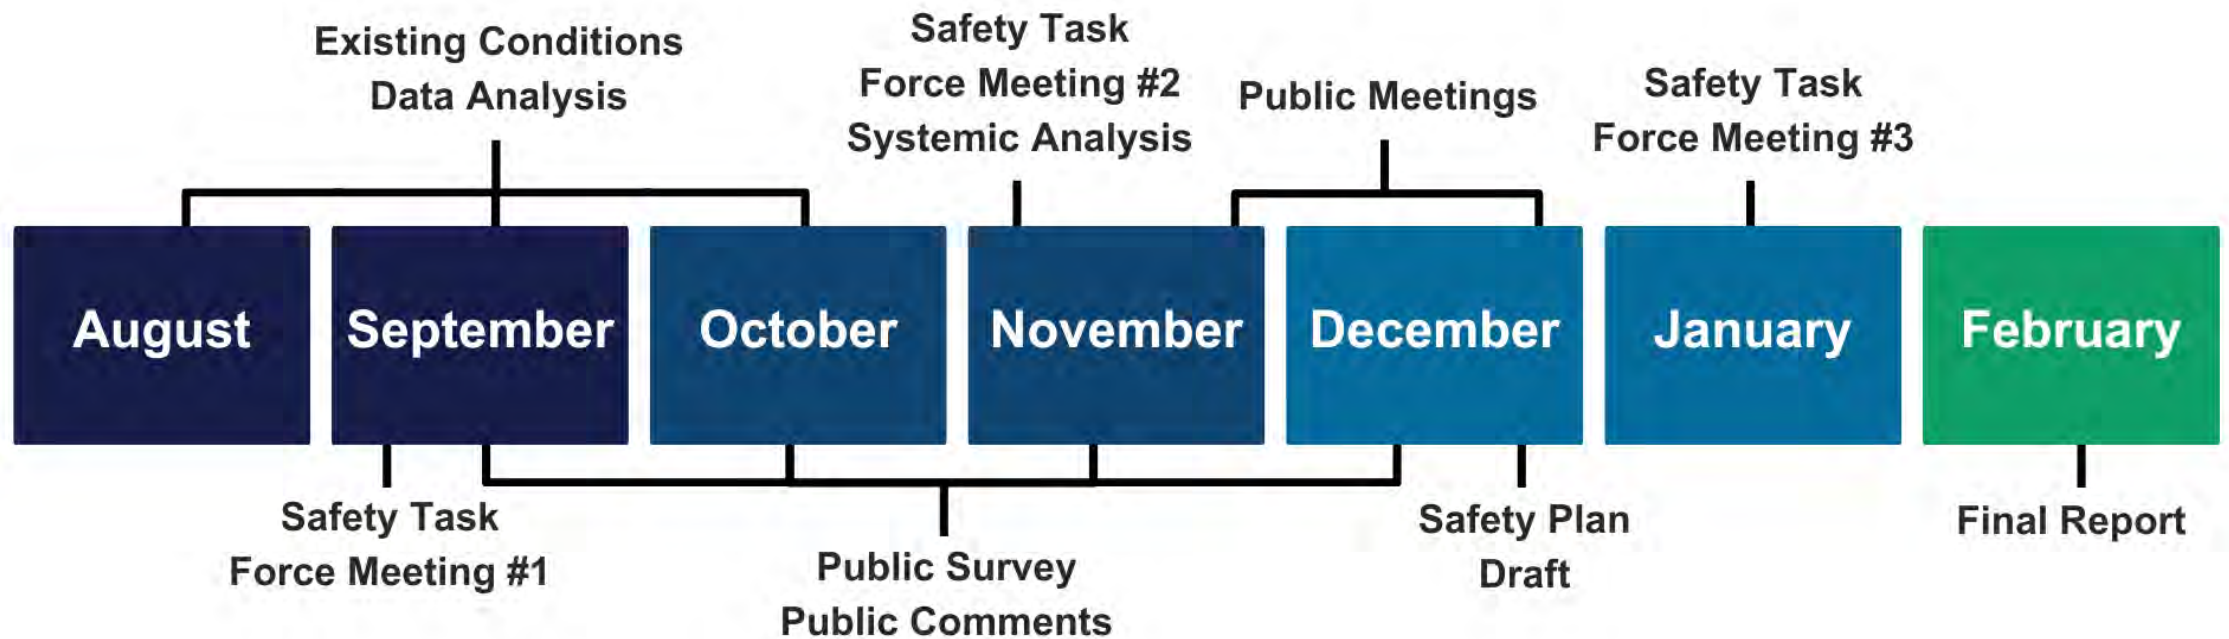 Existing Conditions
Data Analysis
Safety Task
Force Meeting #2
Systemic Analysis
Public Meetings
Safety Task
Force Meeting #3
August
September
October
November
December
January
February
Safety Task
Force Meeting #1
Public Survey
Public Comments
Safety Plan
Draft
Final Report